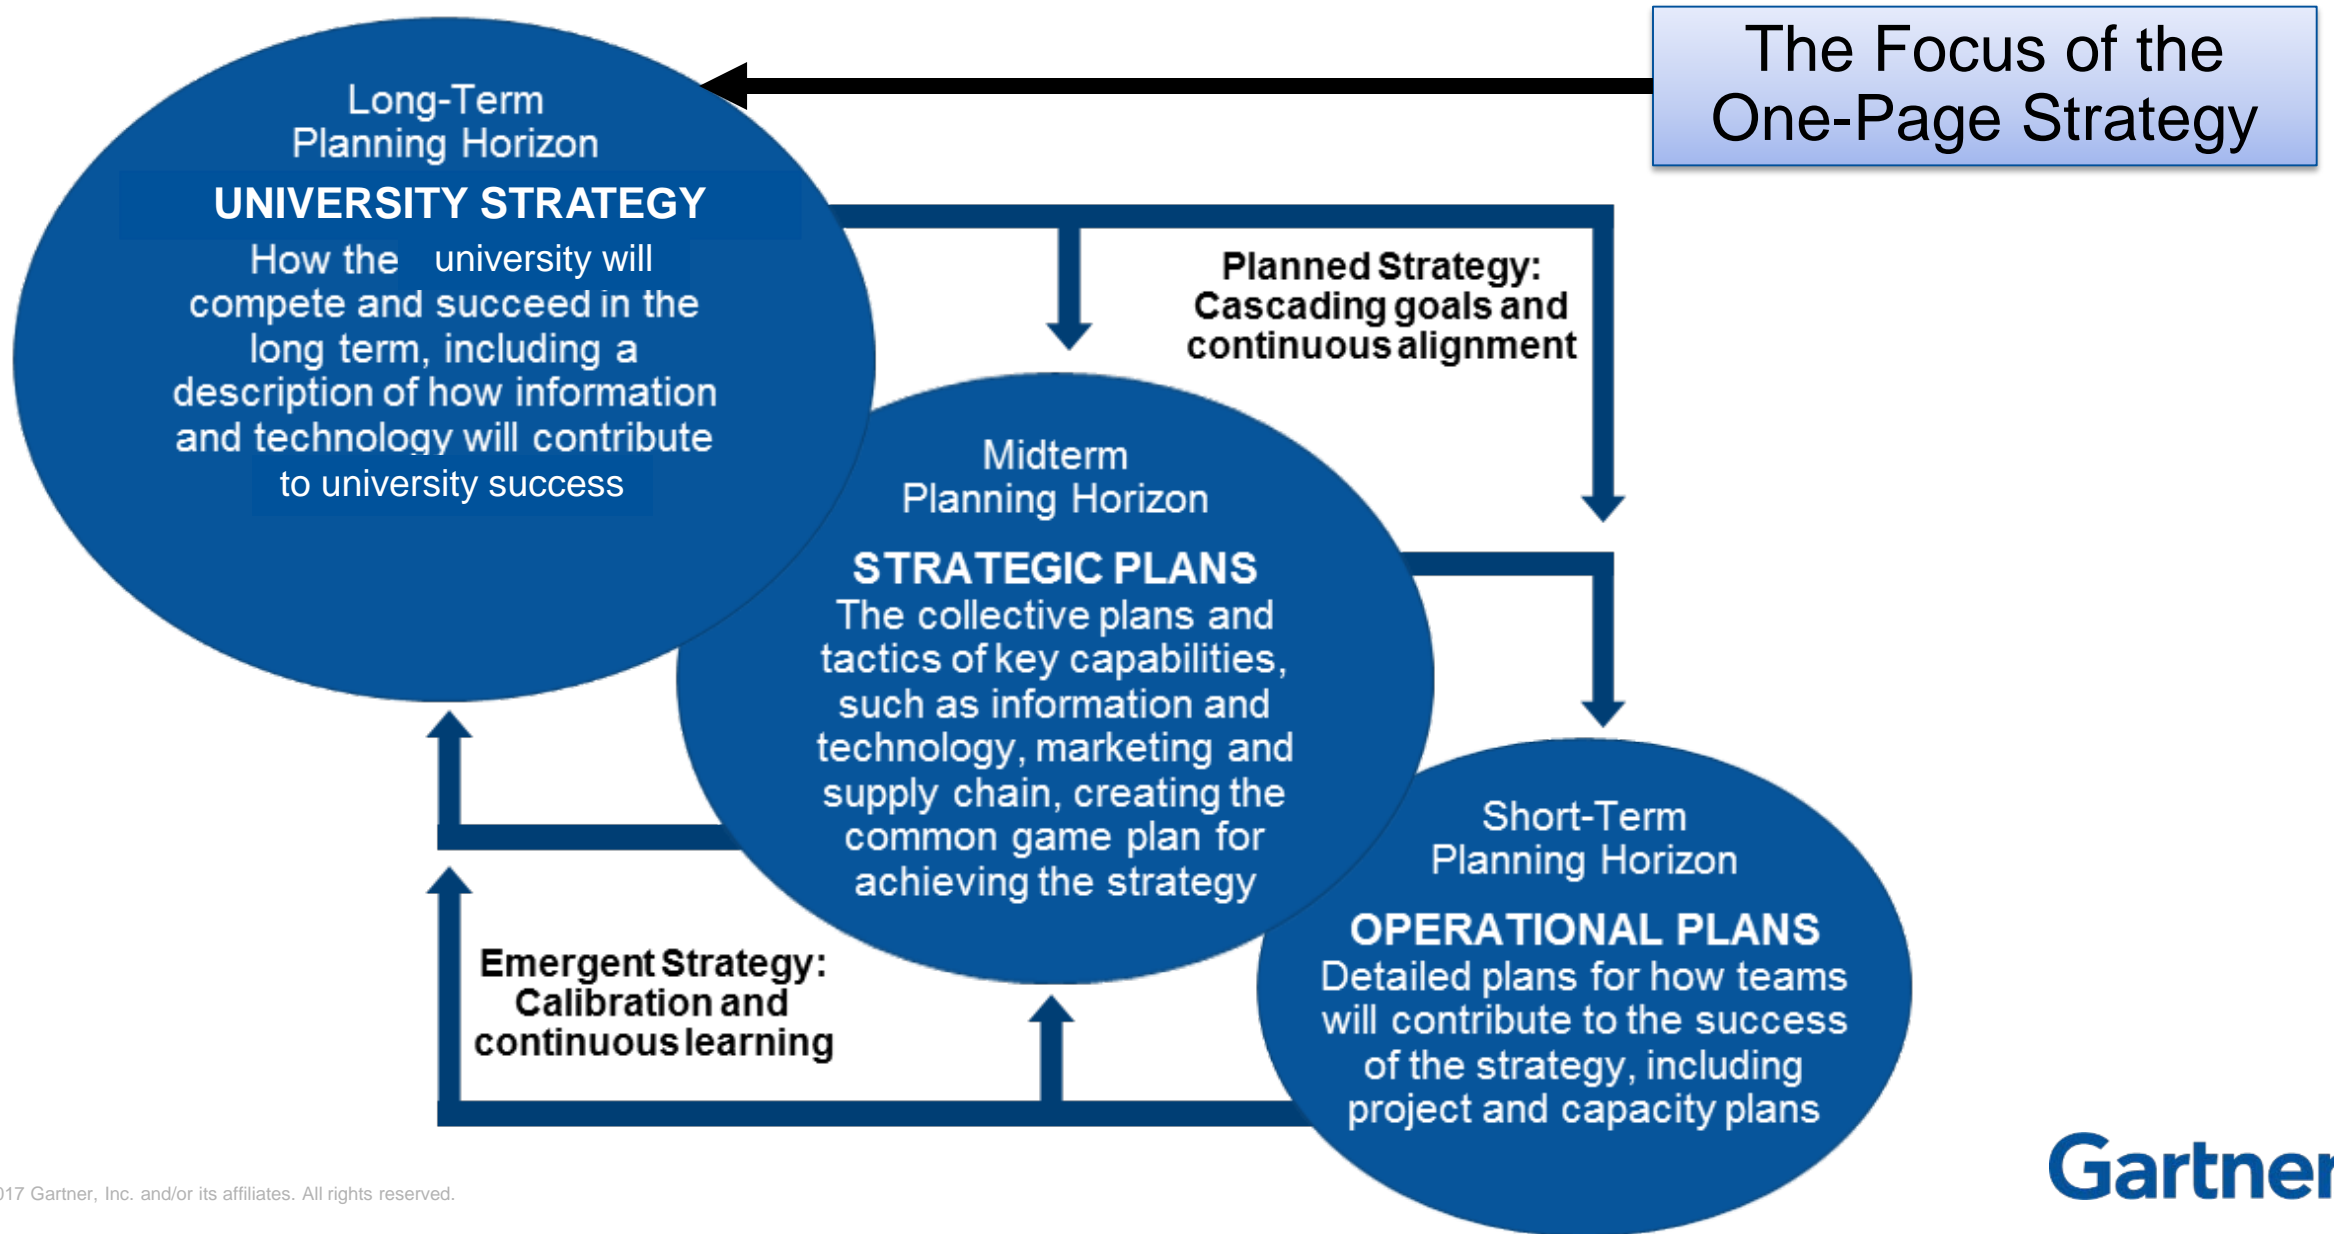 The Focus of the
One-Page Strategy
Long-Term
Planning Horizon
UNIVERSITY STRATEGY
How the university will
compete and succeed in the
long term, including a
description of how information
and technology will contribute
to university success
Planned Strategy:
Cascading goals and
continuous alignment
Midterm
Planning Horizon
STRATEGIC PLANS
The collective plans and
tactics of key capabilities,
such as information and
technology, marketing and
supply chain, creating the
common game plan for
achieving the strategy
Short-Term
Planning Horizon
OPERATIONAL PLANS
Detailed plans for how teams
will contribute to the success
of the strategy, including
project and capacity plans
Emergent Strategy:
Calibration and
continuous learning
017 Gartner, Inc. and/or its affiliates. All rights reserved.
Gartner